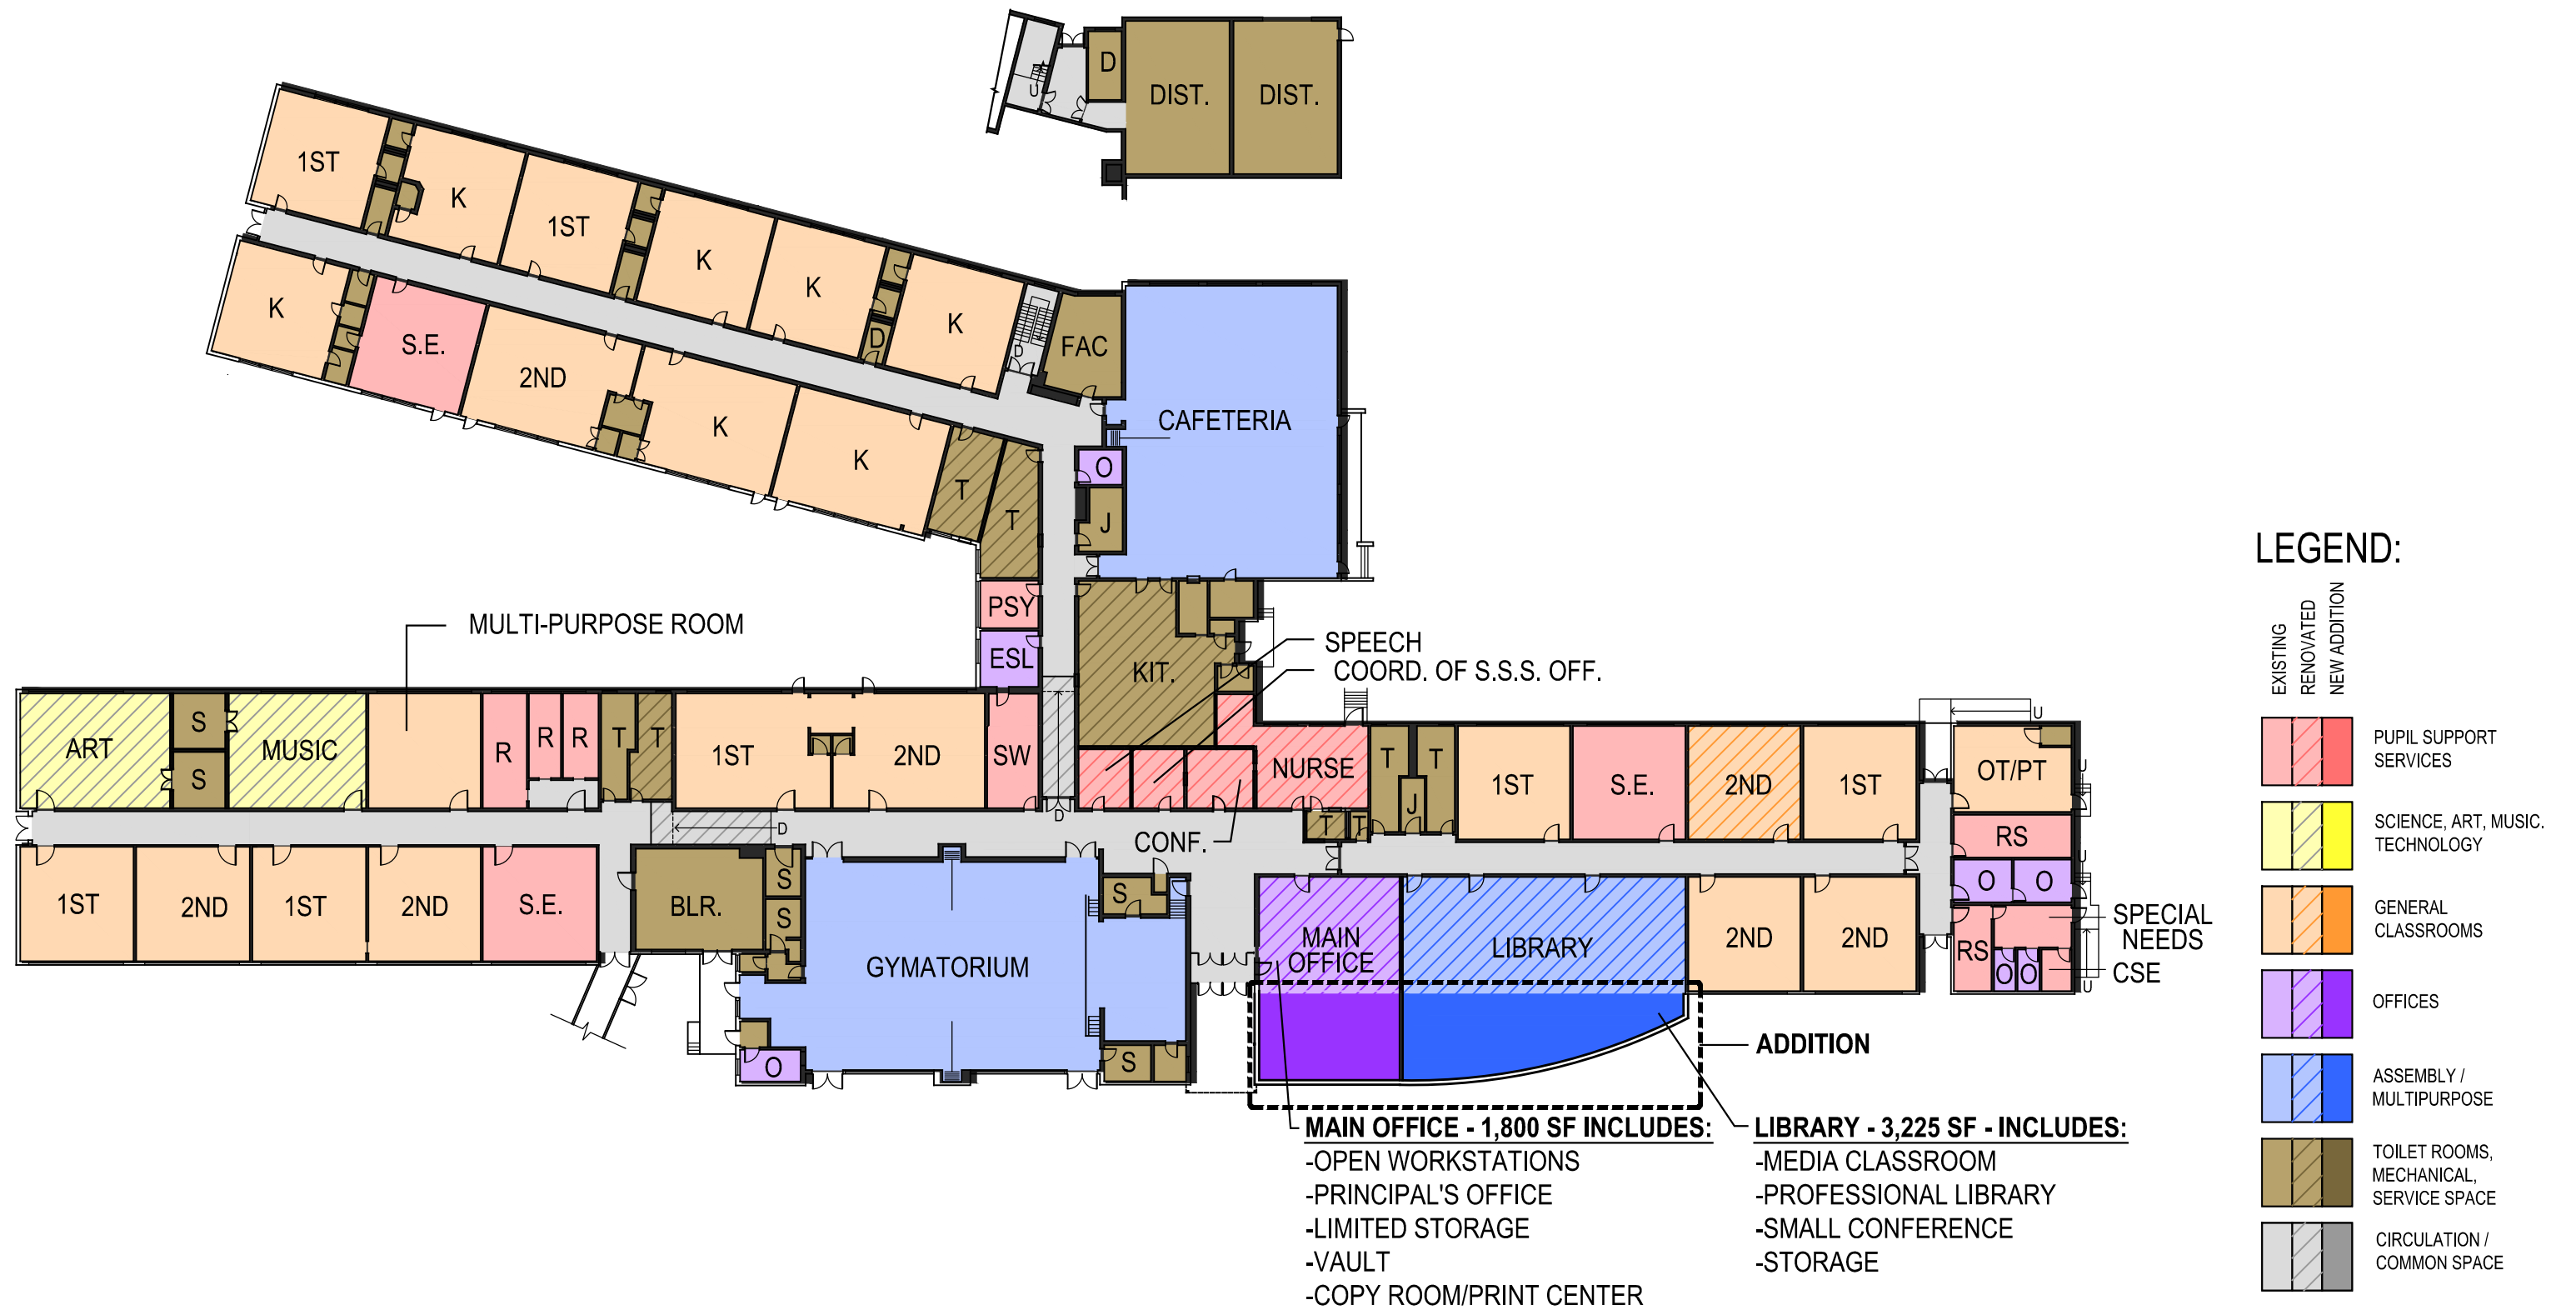 D
DIST.
DIST.
U
1ST
K
1ST
K
K
K
D
D
FAC
K
S.E.
2ND
K
K
T
T
CAFETERIA
O
J
PSY
ESL
KIT.
MULTI-PURPOSE ROOM
SPEECH
COORD. OF S.S.S. OFF.
ART
S
S
MUSIC
R
R
R
T
T
1ST
2ND
SW
D
D
CONF.
NURSE
T
T
T
J
T
1ST
S.E.
2ND
1ST
OT/PT
U
U
RS
O
O
U
RS
O
O
U
SPECIAL
NEEDS
CSE
1ST
2ND
1ST
2ND
S.E.
BLR.
S
S
GYMATORIUM
S
S
O
MAIN
OFFICE
LIBRARY
2ND
2ND
ADDITION
MAIN OFFICE - 1,800 SF INCLUDES:
-OPEN WORKSTATIONS
-PRINCIPAL'S OFFICE
-LIMITED STORAGE
-VAULT
-COPY ROOM/PRINT CENTER
LIBRARY - 3,225 SF - INCLUDES:
-MEDIA CLASSROOM
-PROFESSIONAL LIBRARY
-SMALL CONFERENCE
-STORAGE
LEGEND:
EXISTING
RENOVATED
NEW ADDITION
PUPIL SUPPORT
SERVICES
SCIENCE, ART, MUSIC.
TECHNOLOGY
GENERAL
CLASSROOMS
OFFICES
ASSEMBLY /
MULTIPURPOSE
TOILET ROOMS,
MECHANICAL,
SERVICE SPACE
CIRCULATION /
COMMON SPACE